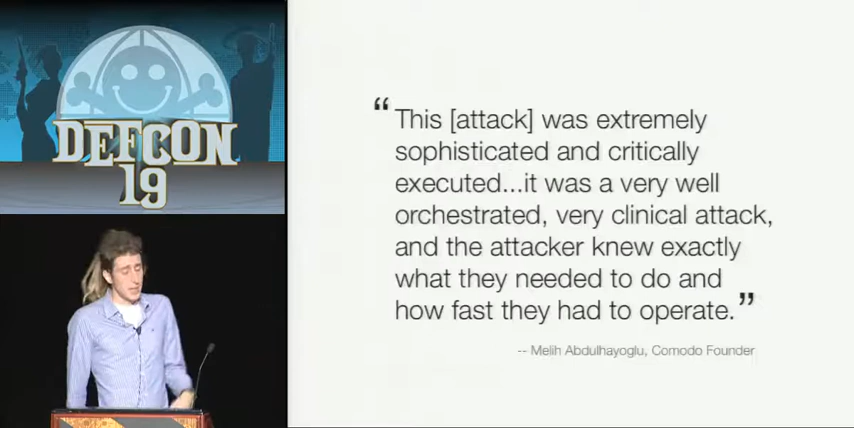 DEFCON
19
“This [attack] was extremely
sophisticated and critically
executed...it was a very well
orchestrated, very clinical attack,
and the attacker knew exactly
what they needed to do and
how fast they had to operate.”
-- Melih Abdulhayoglu, Comodo Founder